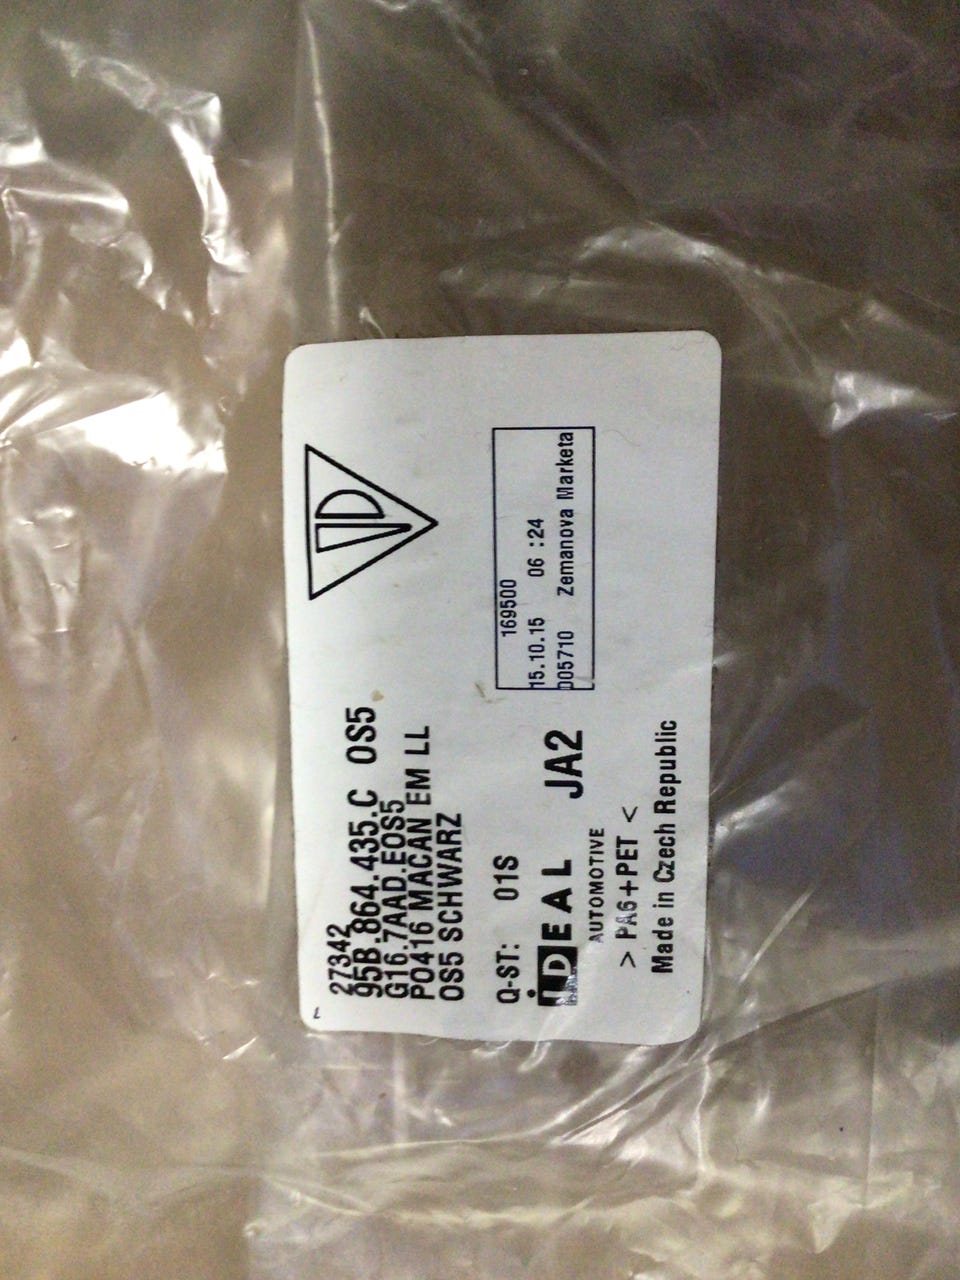 27342
95B.864.435.C OS5
G16.7AAD.EOS5
PO416 MACAN EM LL
OS5 SCHWARZ
Q-ST: 01S
IDEAL
AUTOMOTIVE
JA2
> PA6+PET <
Made in Czech Republic
169500
15.10.15 06 :24
005710 Zemanova Marketa